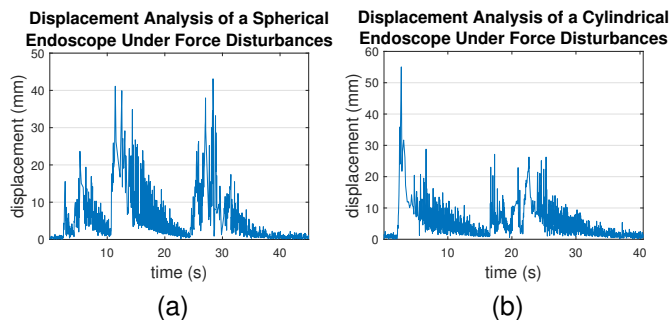 Displacement Analysis of a Spherical
Endoscope Under Force Disturbances
50
40
30
20
10
0
displacement (mm)
0 10 20 30 40
time (s)
(a)
Displacement Analysis of a Cylindrical
Endoscope Under Force Disturbances
60
50
40
30
20
10
0
displacement (mm)
0 10 20 30 40
time (s)
(b)